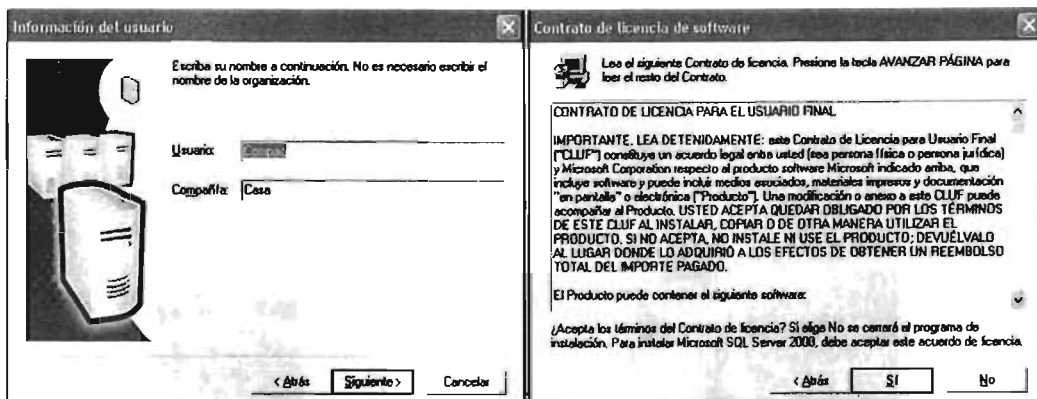 Información del usuario
Escriba su nombre a continuación. No es necesario escribir el
nombre de la organización.
Usuario:
Compañía: Casa
< Atrás Siguiente > Cancelar
Contrato de licencia de software
Lea el siguiente Contrato de licencia. Presione la tecla AVANZAR PÁGINA para
leer el resto del Contrato.
CONTRATO DE LICENCIA PARA EL USUARIO FINAL
IMPORTANTE. LEA DETENIDAMENTE: este Contrato de Licencia para Usuario Final
("CLUF") constituye un acuerdo legal entre usted (sea persona física o persona jurídica)
y Microsoft Corporation respecto al producto software Microsoft indicado arriba, que
incluye software y puede incluir medios asociados, materiales impresos y documentación
"en pantalla" o electrónica ("Producto"). Una modificación o anexo a este CLUF puede
acompañar al Producto. USTED ACEPTA QUEDAR OBLIGADO POR LOS TÉRMINOS
DE ESTE CLUF AL INSTALAR, COPIAR O DE OTRA MANERA UTILIZAR EL
PRODUCTO. SI NO ACEPTA, NO INSTALE NI USE EL PRODUCTO; DEVUÉLVALO
AL LUGAR DONDE LO ADQUIRIÓ A LOS EFECTOS DE OBTENER UN REEMBOLSO
TOTAL DEL IMPORTE PAGADO.
El Producto puede contener el siguiente software:
¿Acepta los términos del Contrato de licencia? Si elige No se cerrará el programa de
instalación. Para instalar Microsoft SQL Server 2000, debe aceptar este acuerdo de licencia.
< Atrás SÍ No